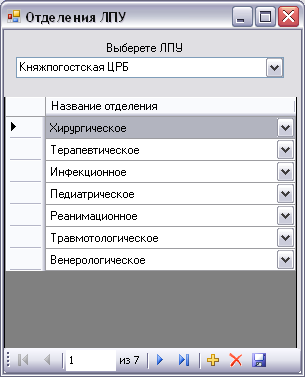 Отделения ЛПУ
Выберете ЛПУ
Княжпогостская ЦРБ
Название отделения
Хирургическое
Терапевтическое
Инфекционное
Педиатрическое
Реанимационное
Травмотологическое
Венерологическое
1 из 7